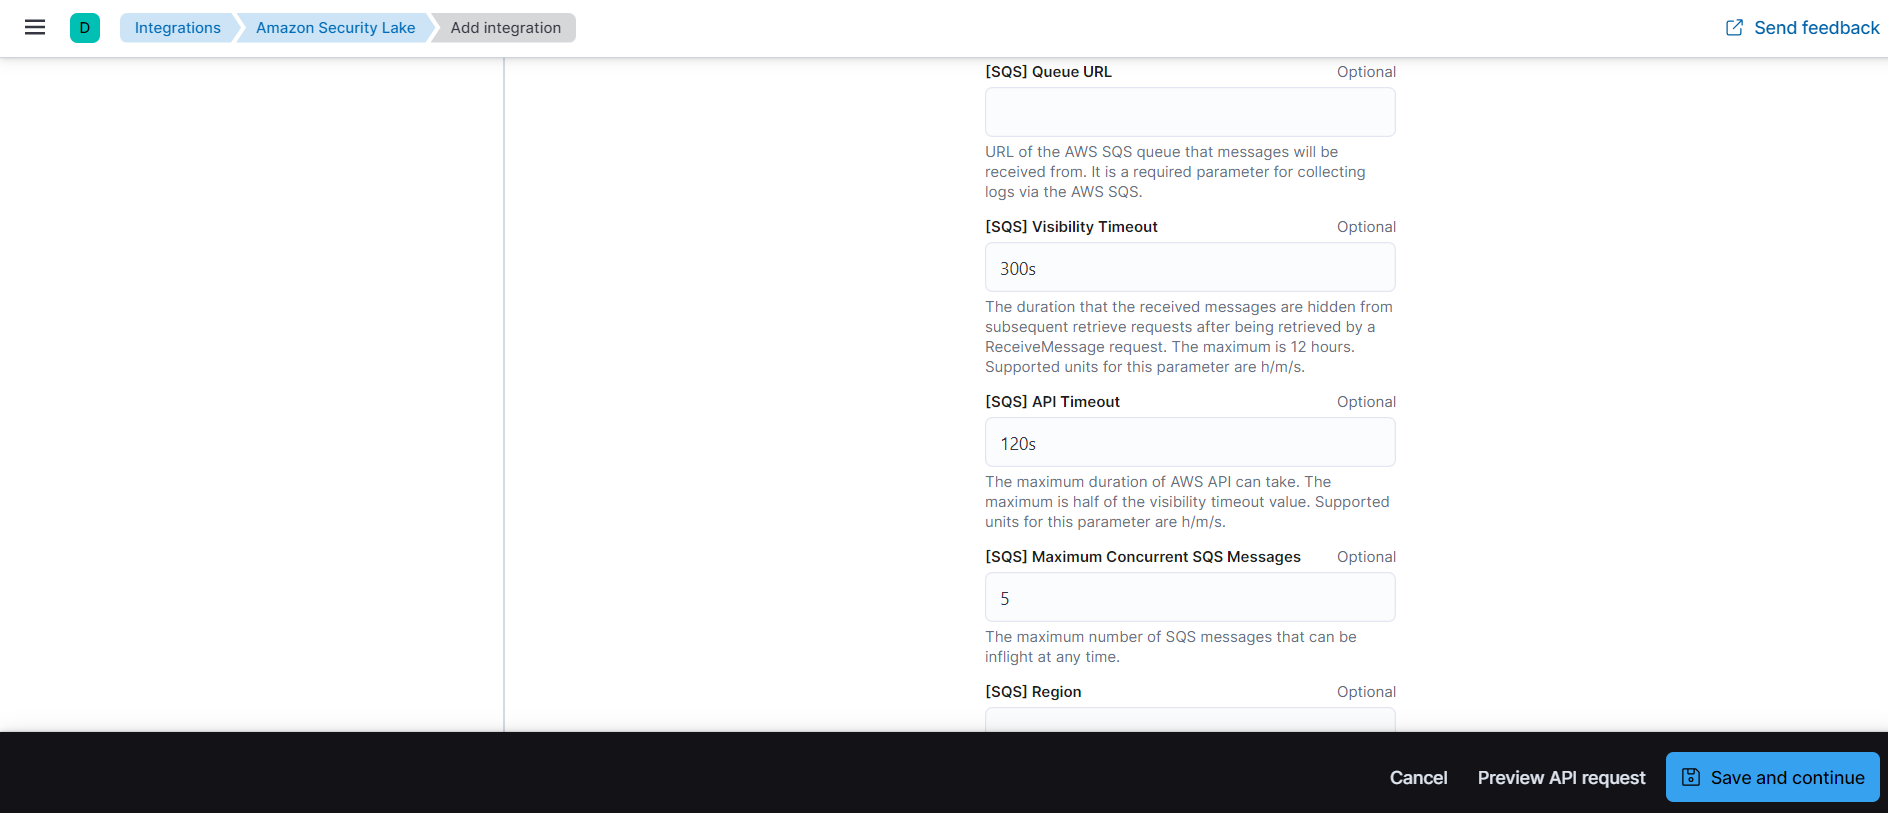 D Integrations Amazon Security Lake Add integration Send feedback
[SQS] Queue URL Optional
URL of the AWS SQS queue that messages will be
received from. It is a required parameter for collecting
logs via the AWS SQS.
[SQS] Visibility Timeout Optional
300s
The duration that the received messages are hidden from
subsequent retrieve requests after being retrieved by a
ReceiveMessage request. The maximum is 12 hours.
Supported units for this parameter are h/m/s.
[SQS] API Timeout Optional
120s
The maximum duration of AWS API can take. The
maximum is half of the visibility timeout value. Supported
units for this parameter are h/m/s.
[SQS] Maximum Concurrent SQS Messages Optional
5
The maximum number of SQS messages that can be
inflight at any time.
[SQS] Region Optional
Cancel Preview API request Save and continue